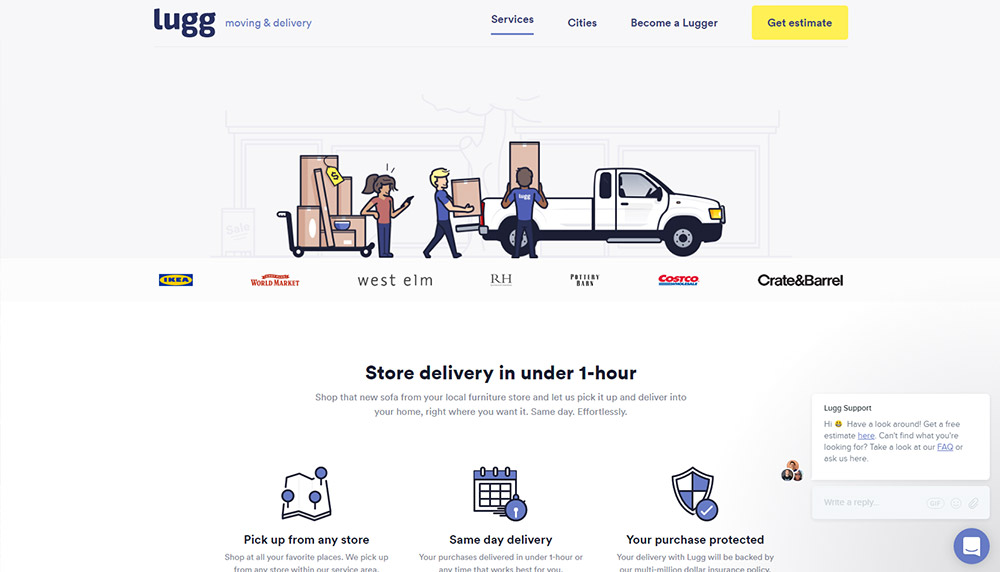 lugg moving & delivery
Services
Cities
Become a Lugger
Get estimate
$
lugg
Sale
IKEA
WORLD MARKET
west elm
RH
POTTERY
BARN
COSTCO
WHOLESALE
Crate&Barrel
Store delivery in under 1-hour
Shop that new sofa from your local furniture store and let us pick it up and deliver into
your home, right where you want it. Same day. Effortlessly.
Lugg Support
Hi 😃 Have a look around! Get a free
estimate here. Can't find what you're
looking for? Take a look at our FAQ or
ask us here.
Write a reply...
GIF
Pick up from any store
Shop at all your favorite places. We pick up
from any store within our service area.
Same day delivery
Your purchases delivered in under 1-hour or
any time that works best for you.
Your purchase protected
Your delivery with Lugg will be backed by
our multi-million dollar insurance policy.